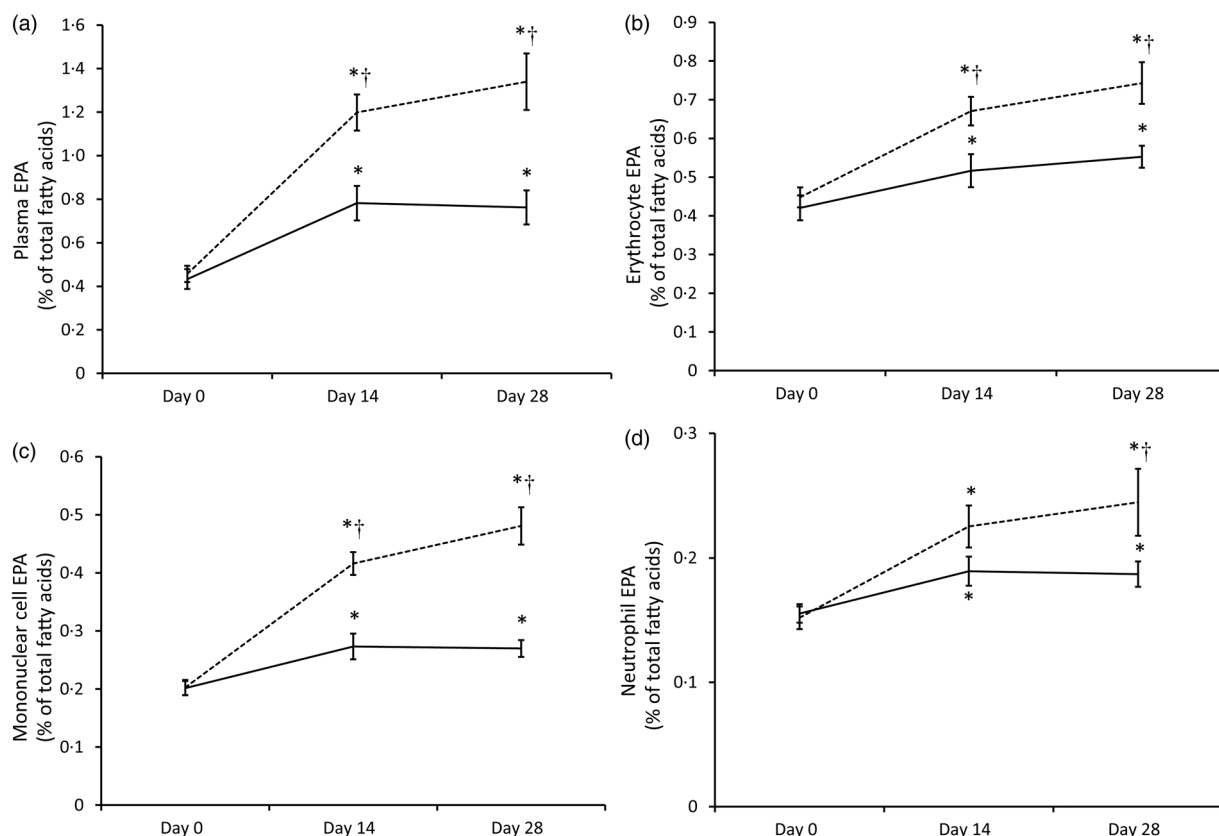 (a)
Plasma EPA
(% of total fatty acids)
1·6
1·4
1·2
1·0
0·8
0·6
0·4
0·2
0
*†
*†
*
*
Day 0 Day 14 Day 28
(b)
Erythrocyte EPA
(% of total fatty acids)
0·9
0·8
0·7
0·6
0·5
0·4
0·3
0·2
0·1
0
*†
*†
*
*
Day 0 Day 14 Day 28
(c)
Mononuclear cell EPA
(% of total fatty acids)
0·6
0·5
0·4
0·3
0·2
0·1
0
*†
*†
*
*
Day 0 Day 14 Day 28
(d)
Neutrophil EPA
(% of total fatty acids)
0·3
0·2
0·1
0
*†
*
*
*
Day 0 Day 14 Day 28